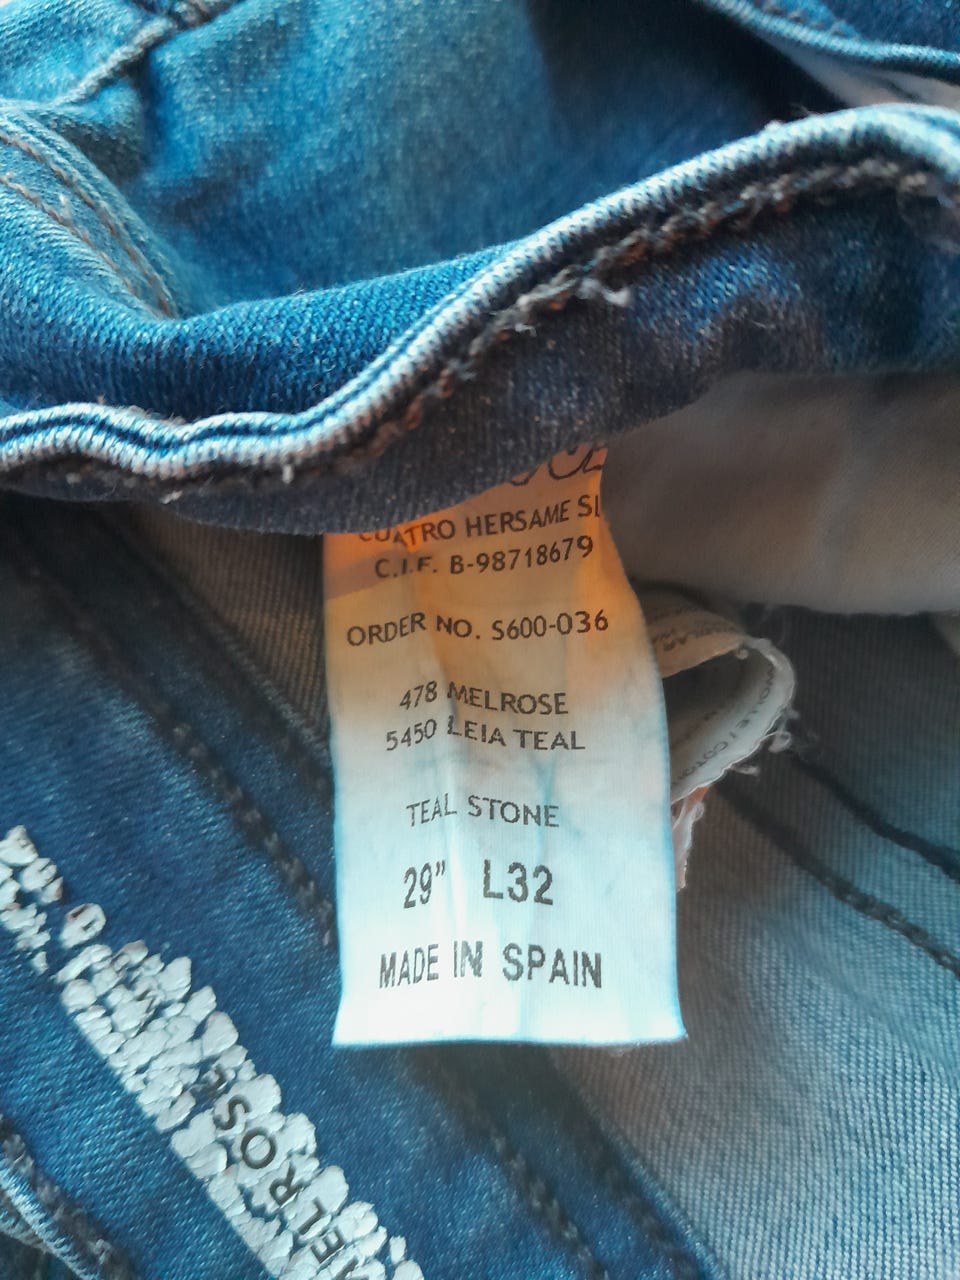 CUATRO HERSAME SL
C.I.F. B-98718679
ORDER NO. S600-036
478 MELROSE
5450 LEIA TEAL
TEAL STONE
29" L32
MADE IN SPAIN
MELROSE